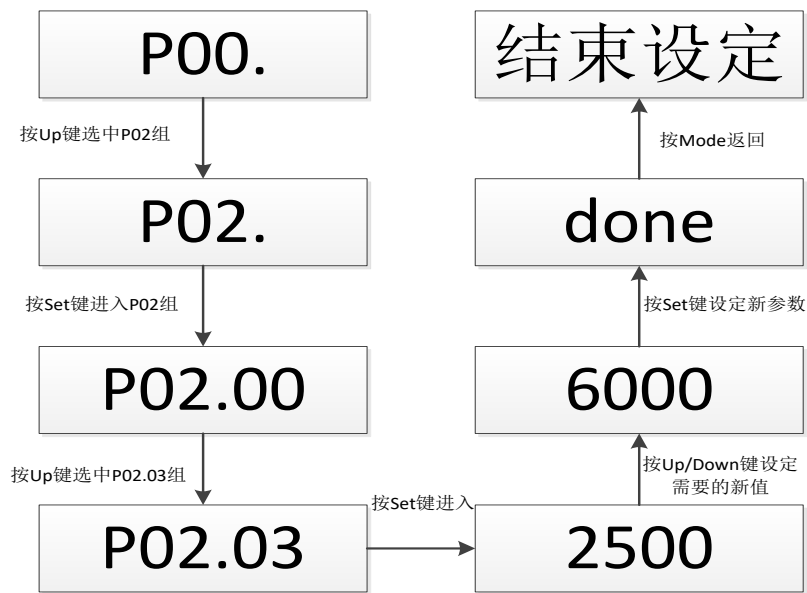 P00.
按Up键选中P02组
P02.
按Set键进入P02组
P02.00
按Up键选中P02.03组
P02.03
按Set键进入
2500
按Up/Down键设定
需要的新值
6000
按Set键设定新参数
done
按Mode返回
结束设定